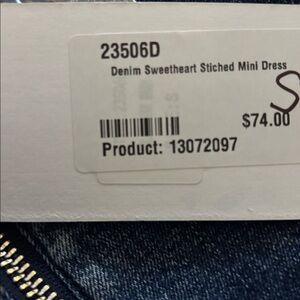 23506D
Denim Sweetheart Stiched Mini Dress
S
$74.00
Product: 13072097